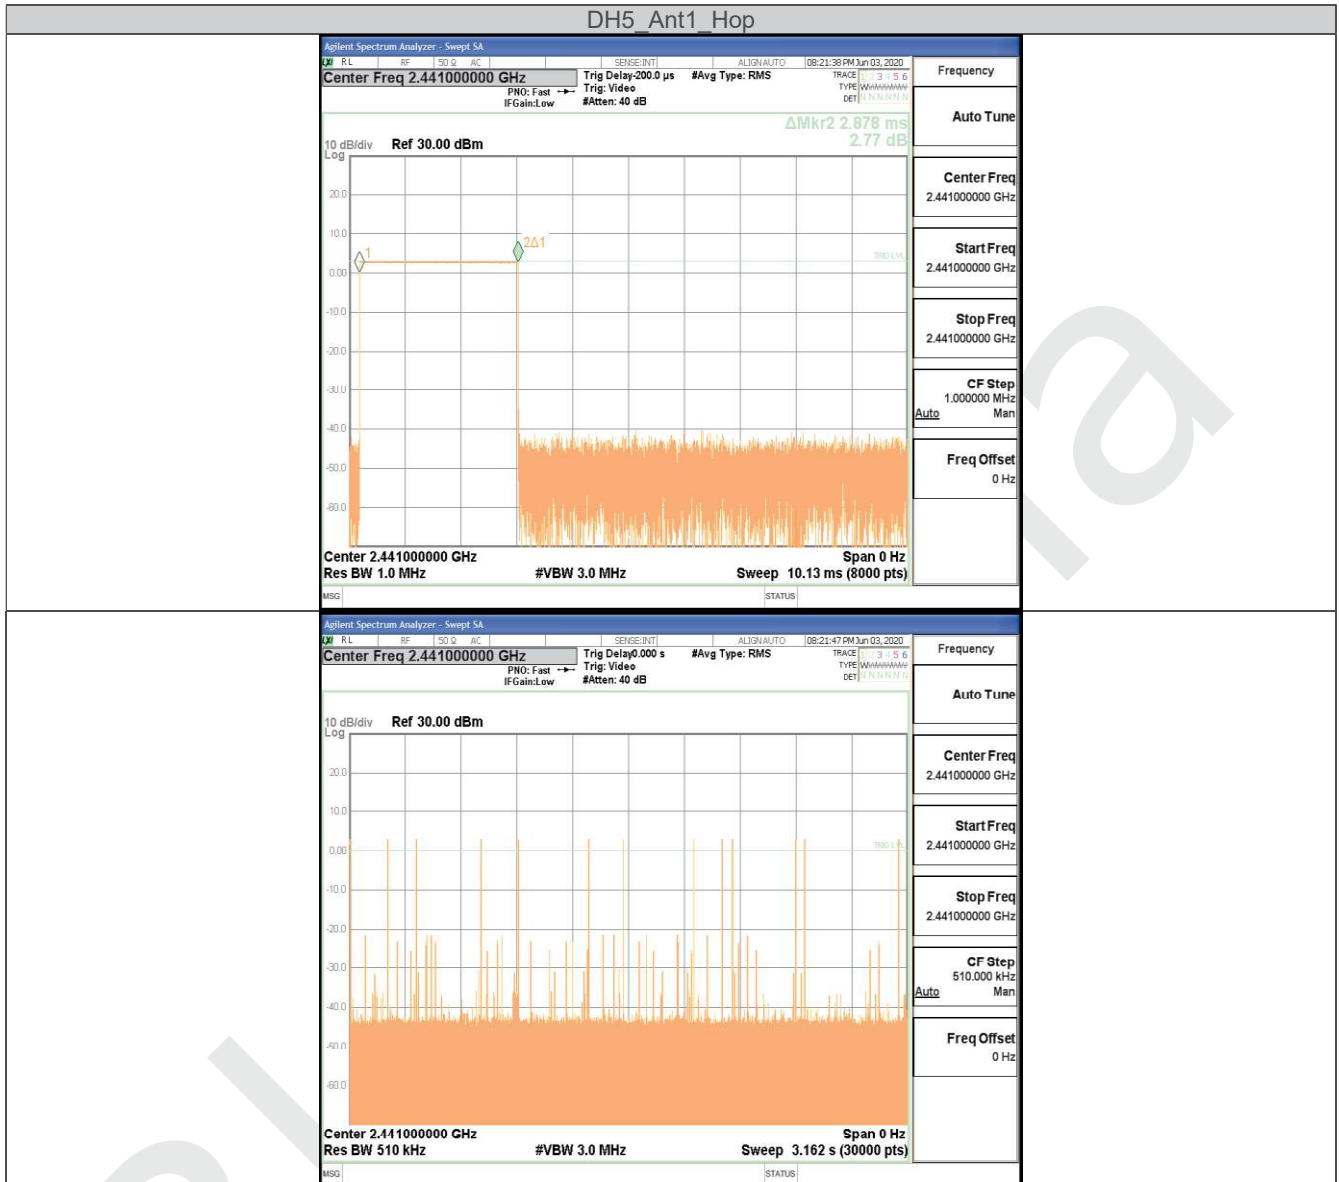 DH5_Ant1_Hop
Agilent Spectrum Analyzer - Swept SA
LXI RL RF 50 Ω AC SENSE:INT ALIGNAUTO 08:21:38 PM Jun 03, 2020
Center Freq 2.441000000 GHz
PNO: Fast
IFGain:Low
Trig Delay-200.0 µs
Trig: Video
#Atten: 40 dB
#Avg Type: RMS
TRACE 1 2 3 4 5 6
TYPE WWWWWW
DET N N N N N N
ΔMkr2 2.878 ms
2.77 dB
10 dB/div Ref 30.00 dBm
Log
20.0
10.0
0.00
-10.0
-20.0
-30.0
-40.0
-50.0
-60.0
1
2Δ1
TRIG LVL
Center 2.441000000 GHz Span 0 Hz
Res BW 1.0 MHz #VBW 3.0 MHz Sweep 10.13 ms (8000 pts)
MSG STATUS
Frequency
Auto Tune
Center Freq
2.441000000 GHz
Start Freq
2.441000000 GHz
Stop Freq
2.441000000 GHz
CF Step
1.000000 MHz
Auto Man
Freq Offset
0 Hz
Agilent Spectrum Analyzer - Swept SA
LXI RL RF 50 Ω AC SENSE:INT ALIGNAUTO 08:21:47 PM Jun 03, 2020
Center Freq 2.441000000 GHz
PNO: Fast
IFGain:Low
Trig Delay0.000 s
Trig: Video
#Atten: 40 dB
#Avg Type: RMS
TRACE 1 2 3 4 5 6
TYPE WWWWWW
DET N N N N N N
10 dB/div Ref 30.00 dBm
Log
20.0
10.0
0.00
-10.0
-20.0
-30.0
-40.0
-50.0
-60.0
TRIG LVL
Center 2.441000000 GHz Span 0 Hz
Res BW 510 kHz #VBW 3.0 MHz Sweep 3.162 s (30000 pts)
MSG STATUS
Frequency
Auto Tune
Center Freq
2.441000000 GHz
Start Freq
2.441000000 GHz
Stop Freq
2.441000000 GHz
CF Step
510.000 kHz
Auto Man
Freq Offset
0 Hz